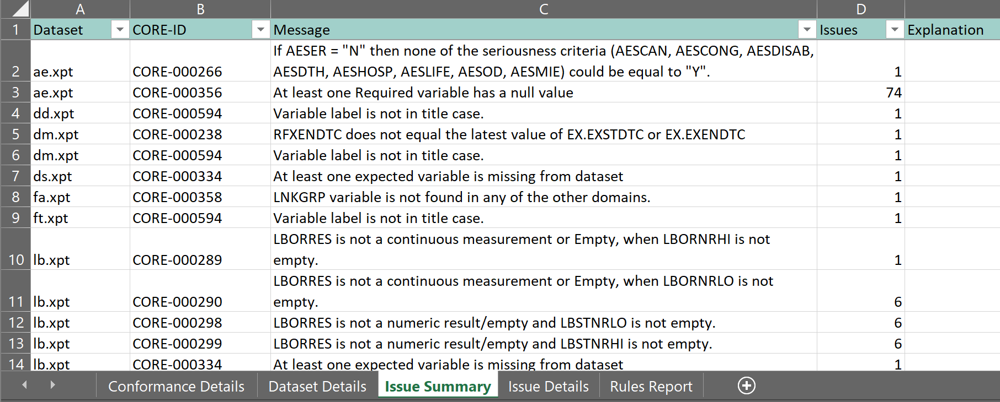 A B C D
1 Dataset CORE-ID Message Issues Explanation
If AESER = "N" then none of the seriousness criteria (AESCAN, AESCONG, AESDISAB,
2 ae.xpt CORE-000266 AESDTH, AESHOSP, AESLIFE, AESOD, AESMIE) could be equal to "Y". 1
3 ae.xpt CORE-000356 At least one Required variable has a null value 74
4 dd.xpt CORE-000594 Variable label is not in title case. 1
5 dm.xpt CORE-000238 RFXENDTC does not equal the latest value of EX.EXSTDTC or EX.EXENDTC 1
6 dm.xpt CORE-000594 Variable label is not in title case. 1
7 ds.xpt CORE-000334 At least one expected variable is missing from dataset 1
8 fa.xpt CORE-000358 LNKGRP variable is not found in any of the other domains. 1
9 ft.xpt CORE-000594 Variable label is not in title case. 1
LBORRES is not a continuous measurement or Empty, when LBORNRHI is not
10 lb.xpt CORE-000289 empty. 1
LBORRES is not a continuous measurement or Empty, when LBORNRLO is not
11 lb.xpt CORE-000290 empty. 6
12 lb.xpt CORE-000298 LBORRES is not a numeric result/empty and LBSTNRLO is not empty. 6
13 lb.xpt CORE-000299 LBORRES is not a numeric result/empty and LBSTNRHI is not empty. 6
14 lb.xpt CORE-000334 At least one expected variable is missing from dataset 1
Conformance Details Dataset Details Issue Summary Issue Details Rules Report